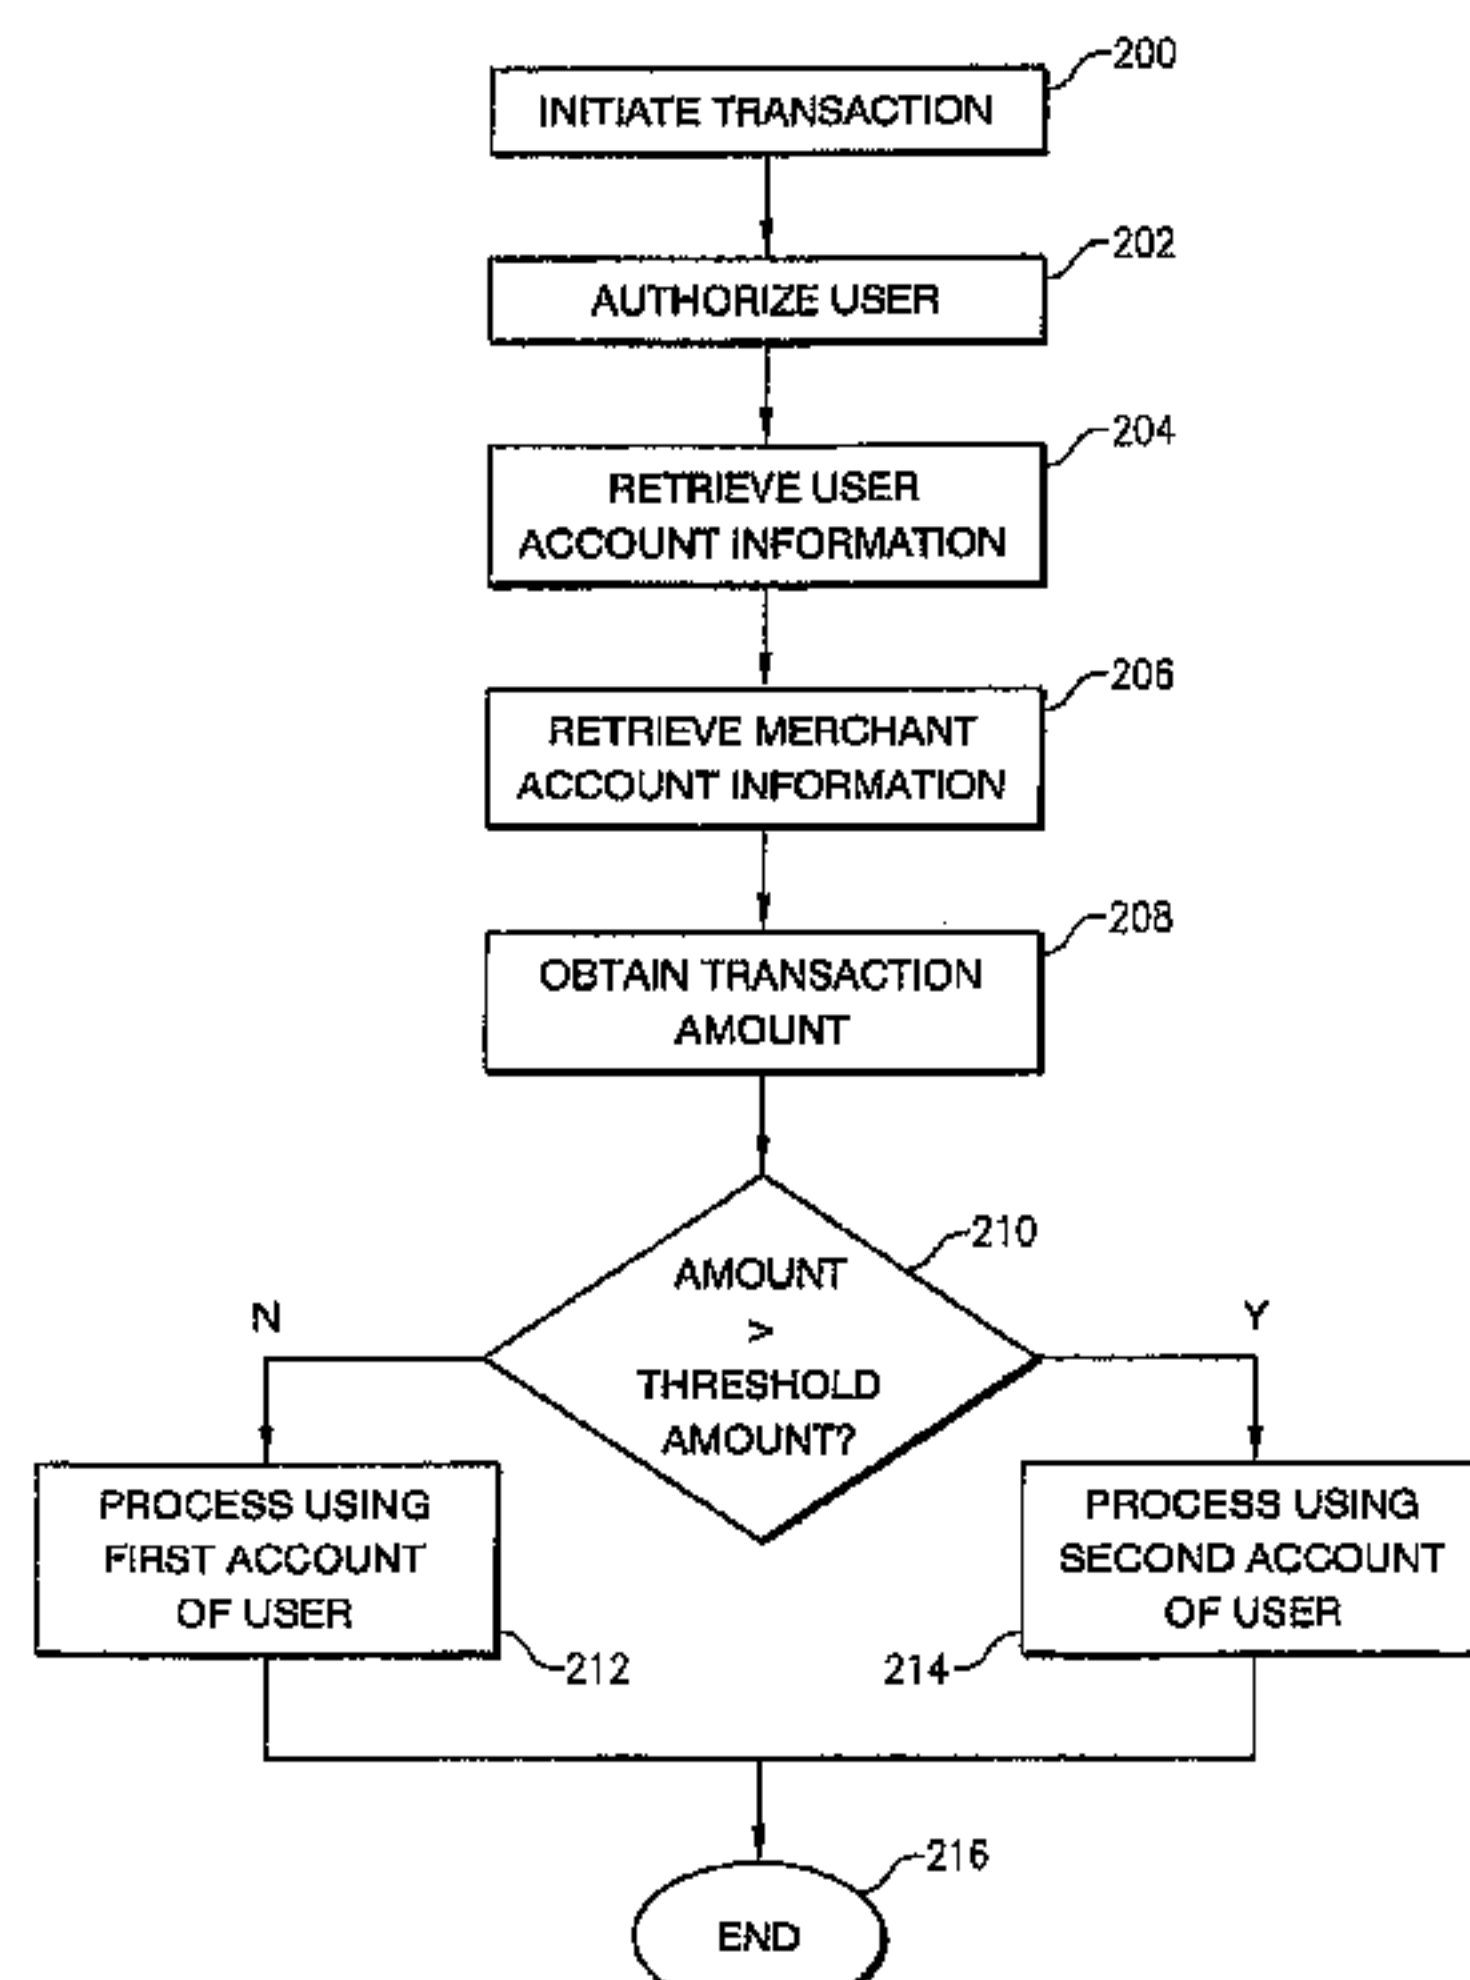 200
INITIATE TRANSACTION
202
AUTHORIZE USER
204
RETRIEVE USER
ACCOUNT INFORMATION
206
RETRIEVE MERCHANT
ACCOUNT INFORMATION
208
OBTAIN TRANSACTION
AMOUNT
210
AMOUNT
>
THRESHOLD
AMOUNT?
N
Y
PROCESS USING
FIRST ACCOUNT
OF USER
212
PROCESS USING
SECOND ACCOUNT
OF USER
214
216
END